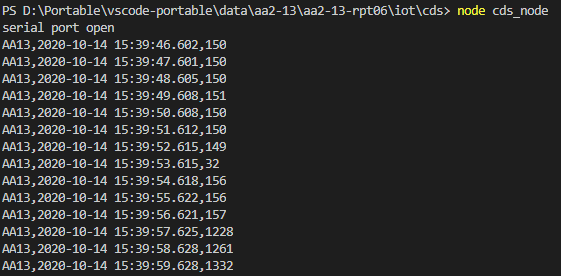 PS D:\Portable\vscode-portable\data\aa2-13\aa2-13-rpt06\iot\cds> node cds_node
serial port open
AA13,2020-10-14 15:39:46.602,150
AA13,2020-10-14 15:39:47.601,150
AA13,2020-10-14 15:39:48.605,150
AA13,2020-10-14 15:39:49.608,151
AA13,2020-10-14 15:39:50.608,150
AA13,2020-10-14 15:39:51.612,150
AA13,2020-10-14 15:39:52.615,149
AA13,2020-10-14 15:39:53.615,32
AA13,2020-10-14 15:39:54.618,156
AA13,2020-10-14 15:39:55.622,156
AA13,2020-10-14 15:39:56.621,157
AA13,2020-10-14 15:39:57.625,1228
AA13,2020-10-14 15:39:58.628,1261
AA13,2020-10-14 15:39:59.628,1332